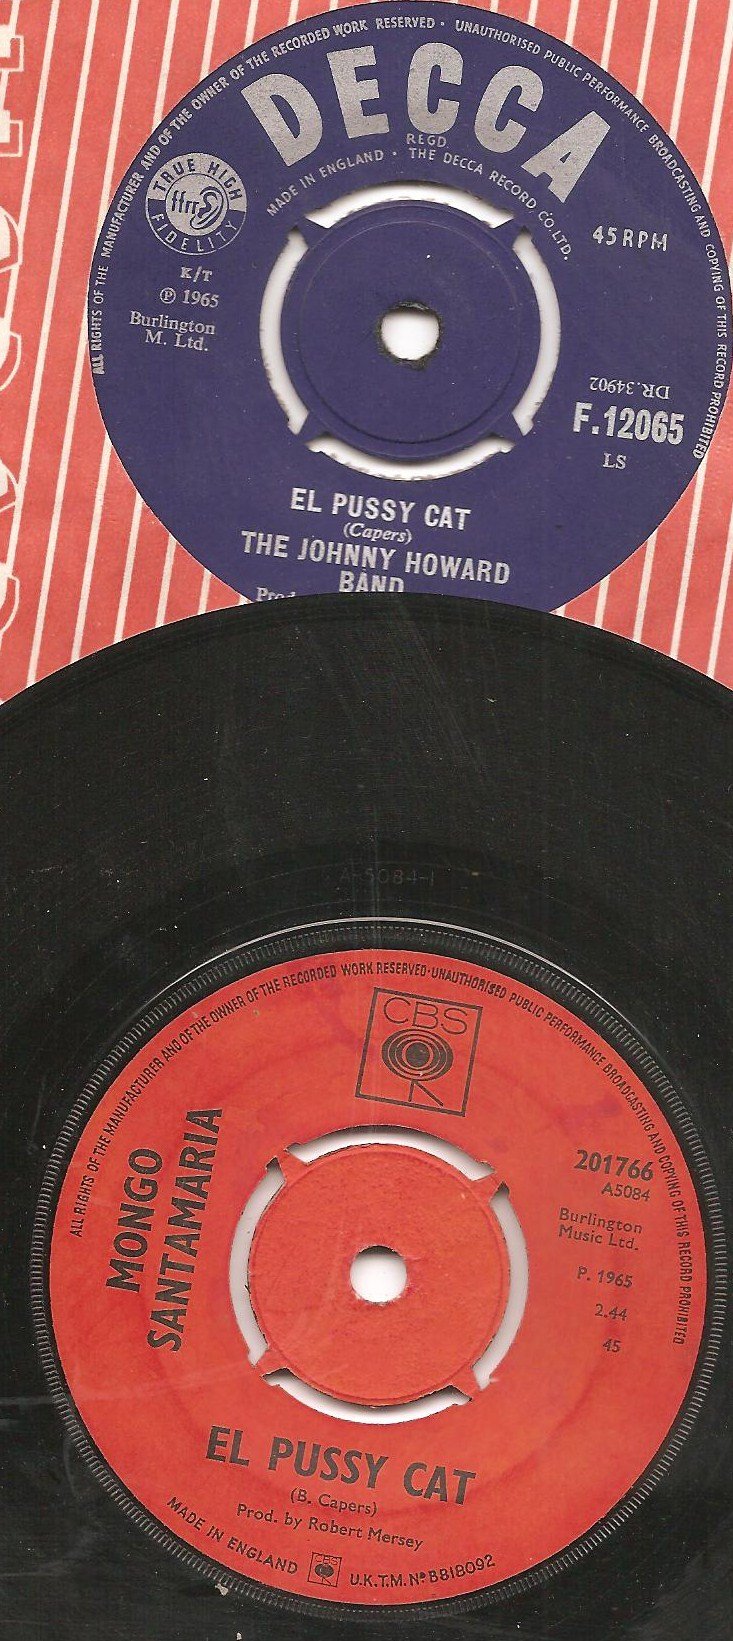 ALL RIGHTS OF THE MANUFACTURER AND OF THE OWNER OF THE RECORDED WORK RESERVED · UNAUTHORISED PUBLIC PERFORMANCE BROADCASTING AND COPYING OF THIS RECORD PROHIBITED
DECCA
REGD.
MADE IN ENGLAND · THE DECCA RECORD CO. LTD.
TRUE HIGH
ffrr
FIDELITY
45 RPM
K/T
℗ 1965
Burlington
M. Ltd.
DR.34902
F.12065
LS
EL PUSSY CAT
(Capers)
THE JOHNNY HOWARD
BAND
A-5084-1
ALL RIGHTS OF THE MANUFACTURER AND OF THE OWNER OF THE RECORDED WORK RESERVED·UNAUTHORISED PUBLIC PERFORMANCE BROADCASTING AND COPYING OF THIS RECORD PROHIBITED
CBS
MONGO
SANTAMARIA
201766
A5084
Burlington
Music Ltd.
P. 1965
2.44
45
EL PUSSY CAT
(B. Capers)
Prod. by Robert Mersey
MADE IN ENGLAND CBS U.K.T.M. Nº B818092